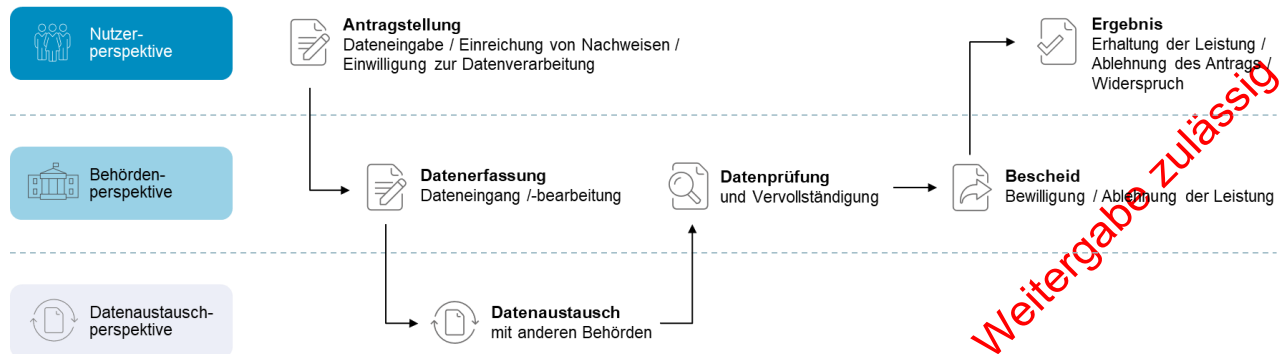 Nutzer-
perspektive
Antragstellung
Dateneingabe / Einreichung von Nachweisen /
Einwilligung zur Datenverarbeitung
Ergebnis
Erhaltung der Leistung /
Ablehnung des Antrags /
Widerspruch
Behörden-
perspektive
Datenerfassung
Dateneingang /-bearbeitung
Datenprüfung
und Vervollständigung
Bescheid
Bewilligung / Ablehnung der Leistung
Datenaustausch-
perspektive
Datenaustausch
mit anderen Behörden
Weitergabe zulässig